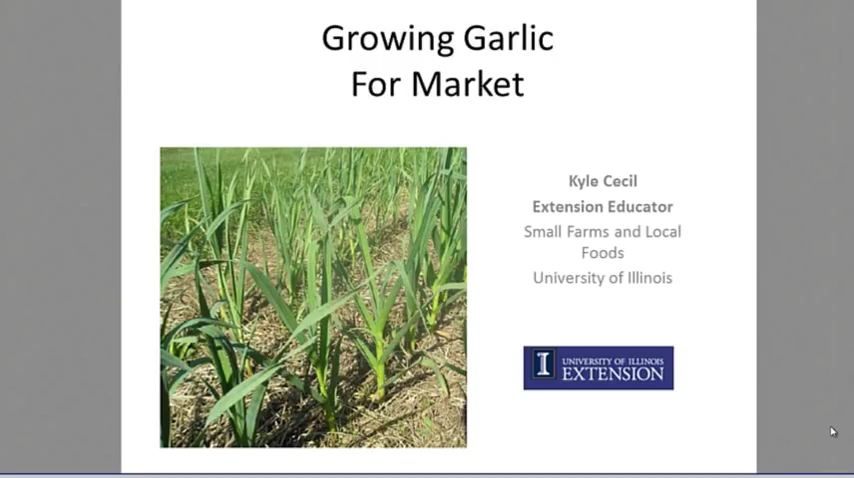 Growing Garlic
For Market
Kyle Cecil
Extension Educator
Small Farms and Local
Foods
University of Illinois
I
UNIVERSITY OF ILLINOIS
EXTENSION